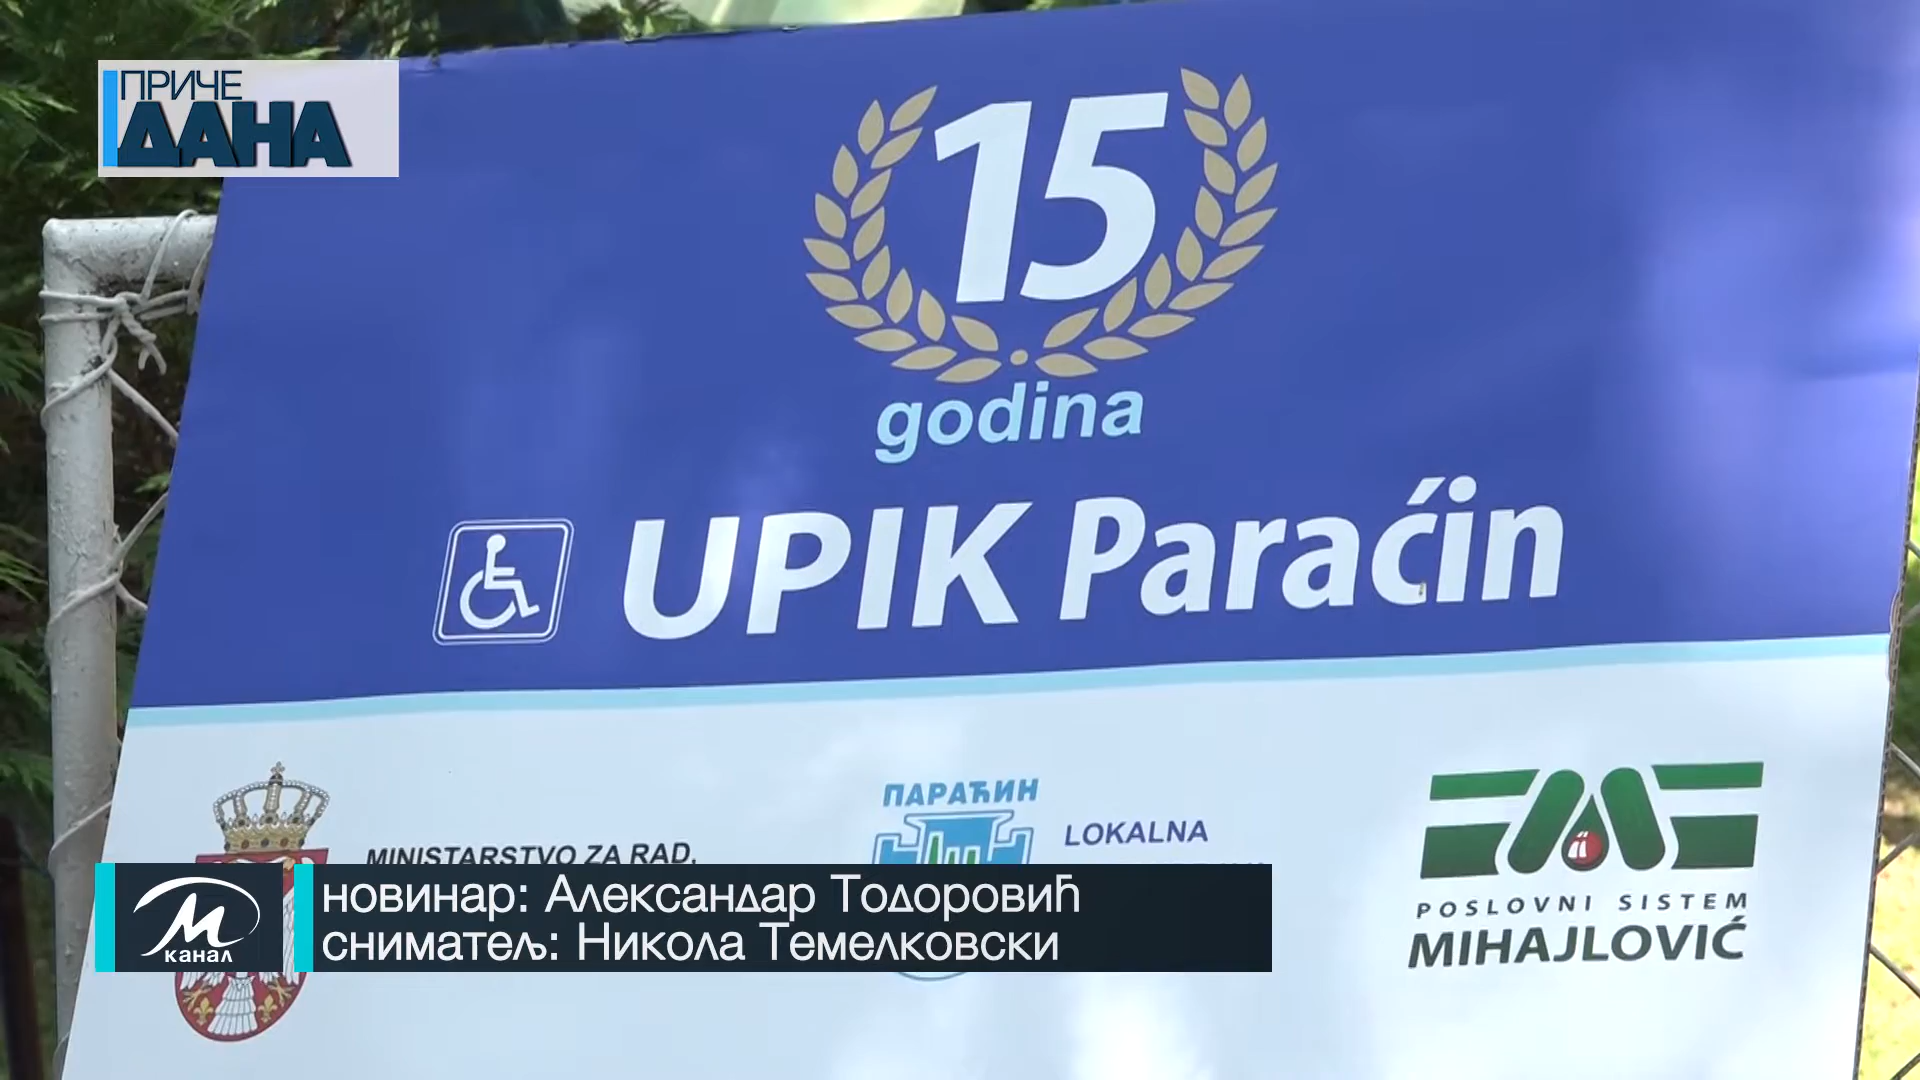 ПРИЧЕ
ДАНА
15
godina
UPIK Paraćin
MINISTARSTVO ZA RAD,
ПАРАЋИН
LOKALNA
POSLOVNI SISTEM
MIHAJLOVIĆ
М
КАНАЛ
новинар: Александар Тодоровић
сниматељ: Никола Темелковски